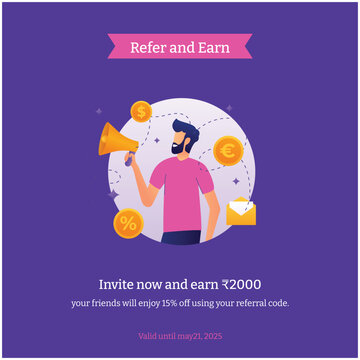 Refer and Earn
$
€
%
Invite now and earn ₹2000
your friends will enjoy 15% off using your referral code.
Valid until may21, 2025